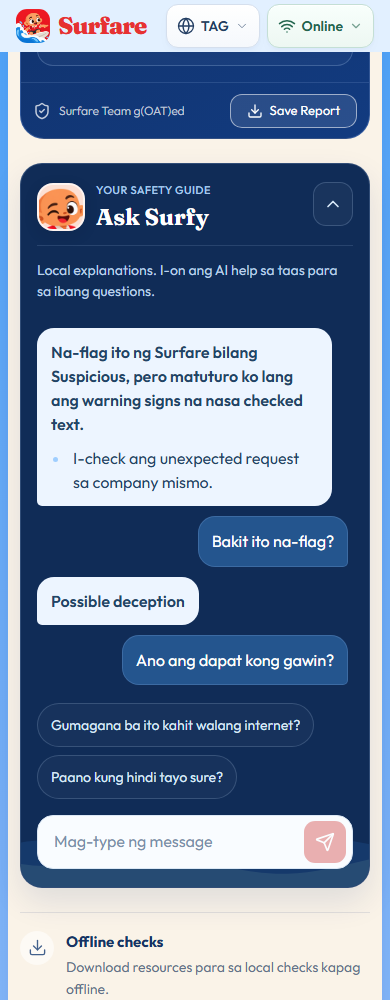 Surfare
TAG
Online
Surfare Team g(OAT)ed
Save Report
YOUR SAFETY GUIDE
Ask Surfy
Local explanations. I-on ang AI help sa taas para
sa ibang questions.
Na-flag ito ng Surfare bilang
Suspicious, pero matuturo ko lang
ang warning signs na nasa checked
text.
I-check ang unexpected request
sa company mismo.
Bakit ito na-flag?
Possible deception
Ano ang dapat kong gawin?
Gumagana ba ito kahit walang internet?
Paano kung hindi tayo sure?
Mag-type ng message
Offline checks
Download resources para sa local checks kapag
offline.